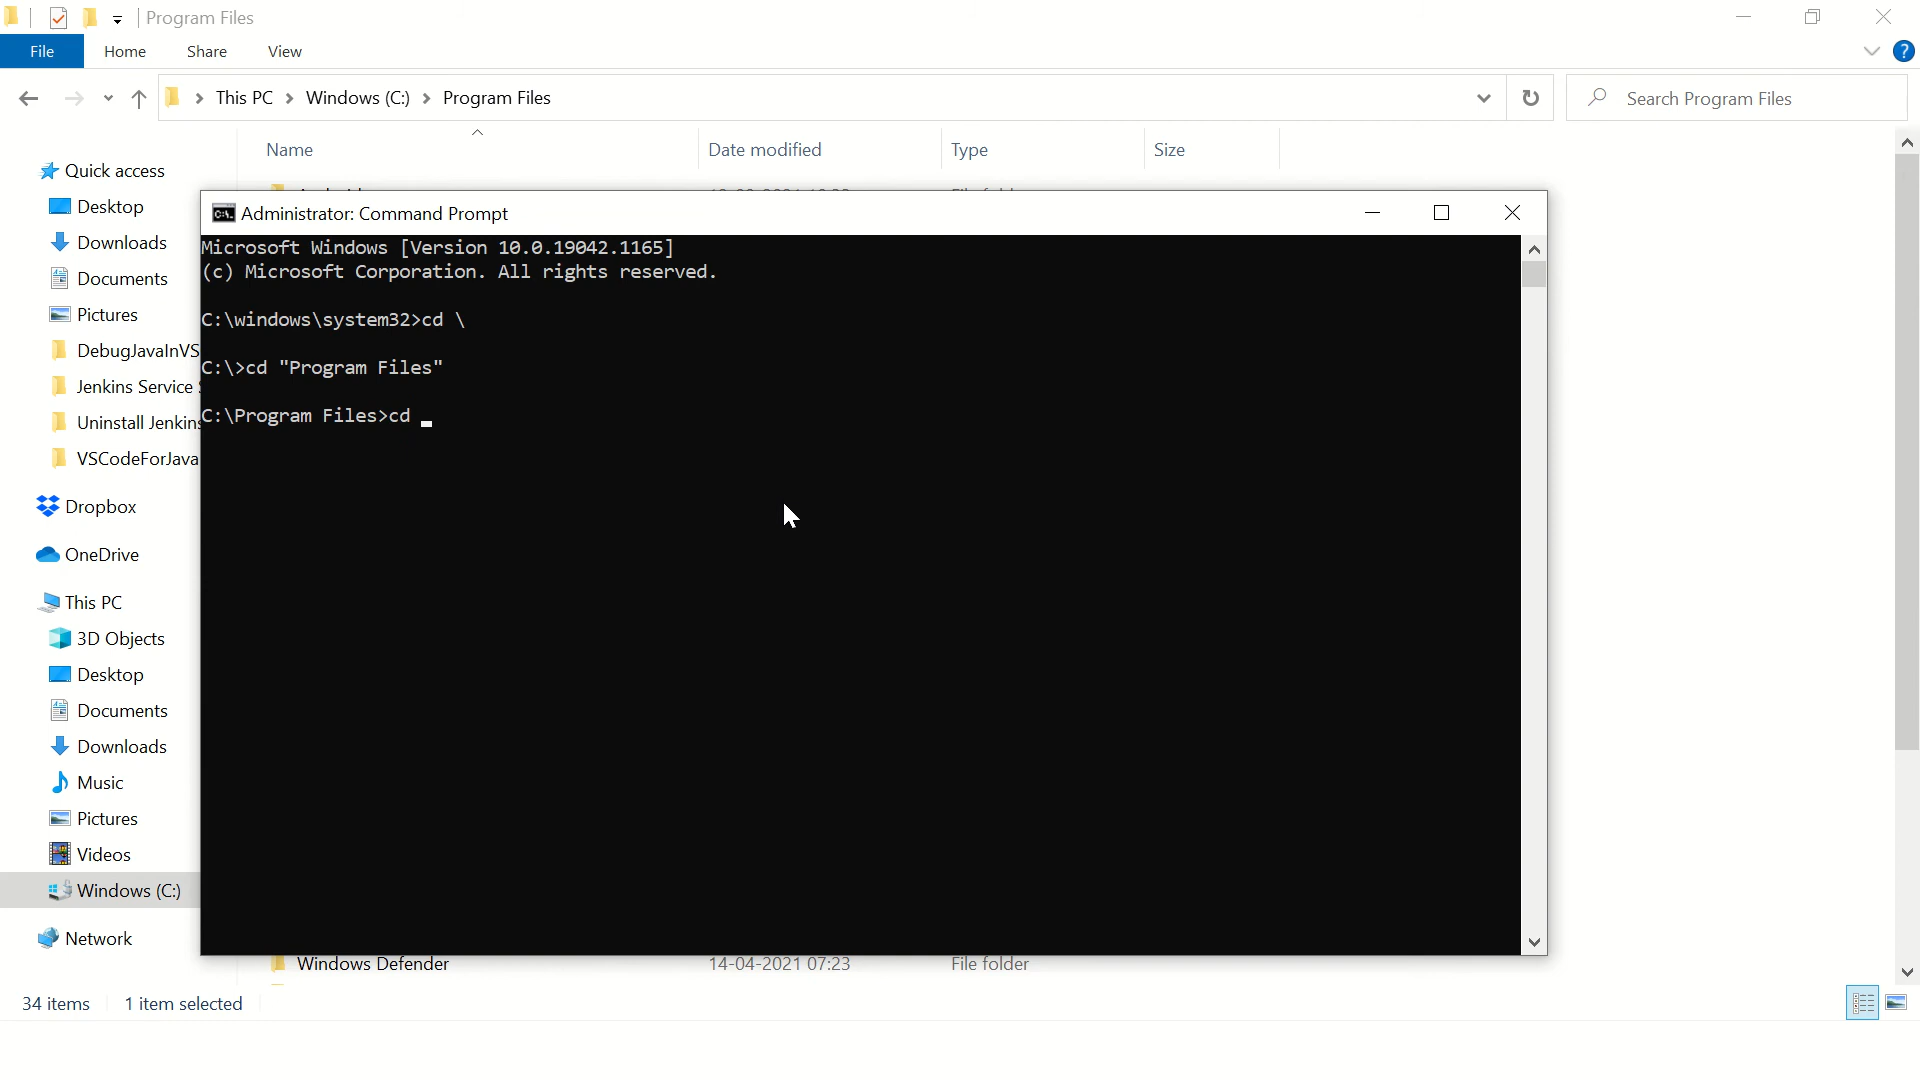 Program Files
File Home Share View
This PC Windows (C:) Program Files
Search Program Files
Name Date modified Type Size
Quick access
Desktop
Downloads
Documents
Pictures
DebugJavaInVS
Jenkins Service
Uninstall Jenkins
VSCodeForJava
Dropbox
OneDrive
This PC
3D Objects
Desktop
Documents
Downloads
Music
Pictures
Videos
Windows (C:)
Network
Administrator: Command Prompt
Microsoft Windows [Version 10.0.19042.1165]
(c) Microsoft Corporation. All rights reserved.
C:\windows\system32>cd \
C:\>cd "Program Files"
C:\Program Files>cd
Windows Defender 14-04-2021 07:23 File folder
34 items 1 item selected